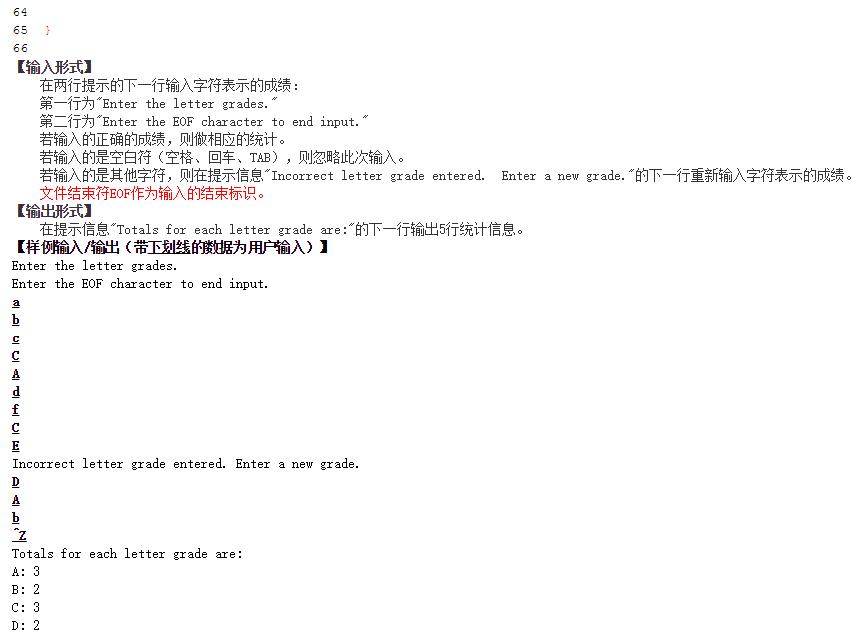 64
65 }
66
【输入形式】
在两行提示的下一行输入字符表示的成绩：
第一行为"Enter the letter grades."
第二行为"Enter the EOF character to end input."
若输入的正确的成绩，则做相应的统计。
若输入的是空白符（空格、回车、TAB），则忽略此次输入。
若输入的是其他字符，则在提示信息"Incorrect letter grade entered.  Enter a new grade."的下一行重新输入字符表示的成绩。
文件结束符EOF作为输入的结束标识。
【输出形式】
在提示信息"Totals for each letter grade are:"的下一行输出5行统计信息。
【样例输入/输出（带下划线的数据为用户输入）】
Enter the letter grades.
Enter the EOF character to end input.
a
b
c
C
A
d
f
C
E
Incorrect letter grade entered. Enter a new grade.
D
A
b
^Z
Totals for each letter grade are:
A: 3
B: 2
C: 3
D: 2